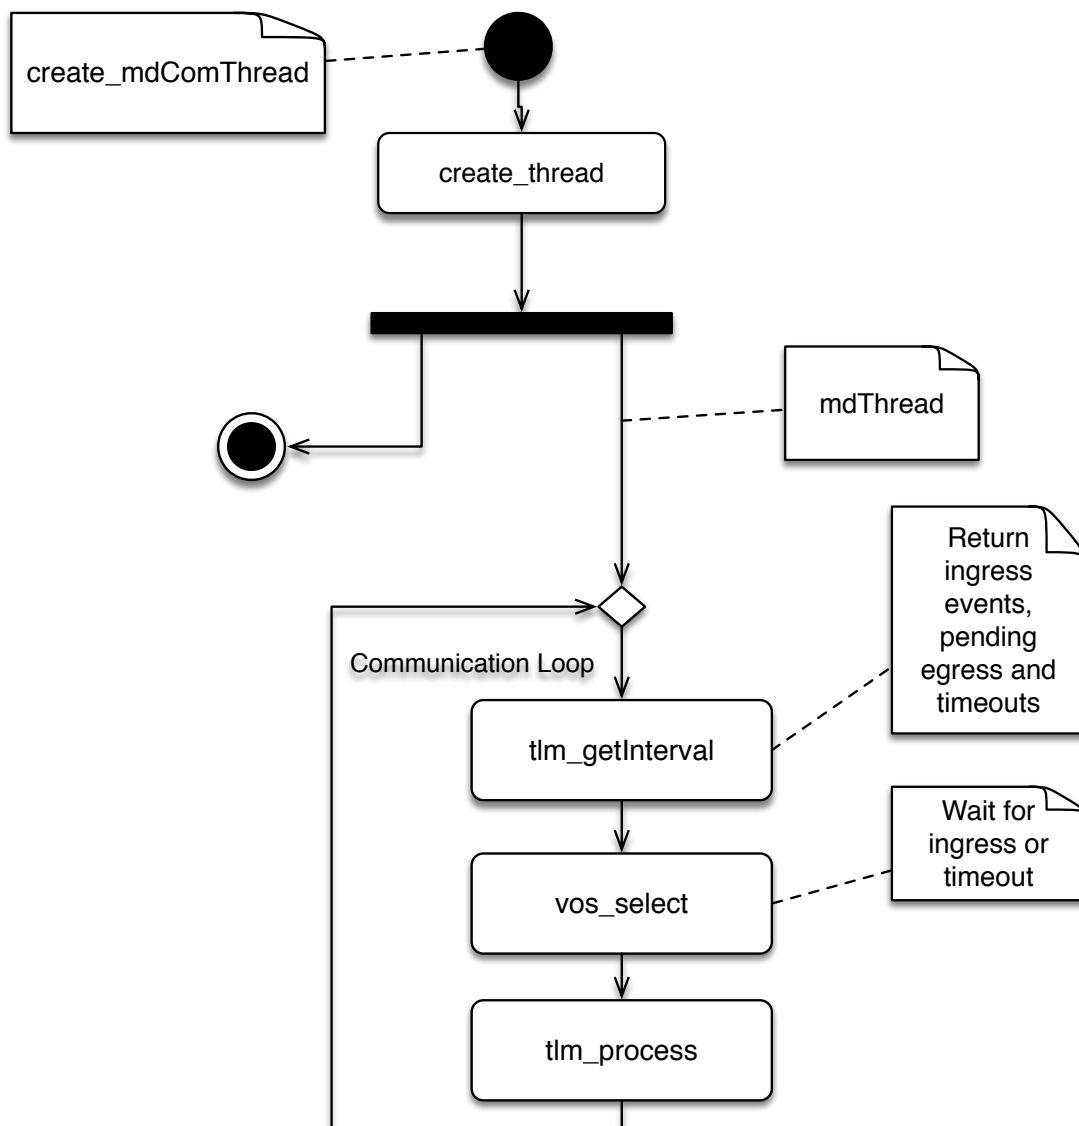 create_mdComThread
create_thread
mdThread
Return
ingress
events,
pending
egress and
timeouts
Communication Loop
tlm_getInterval
Wait for
ingress or
timeout
vos_select
tlm_process